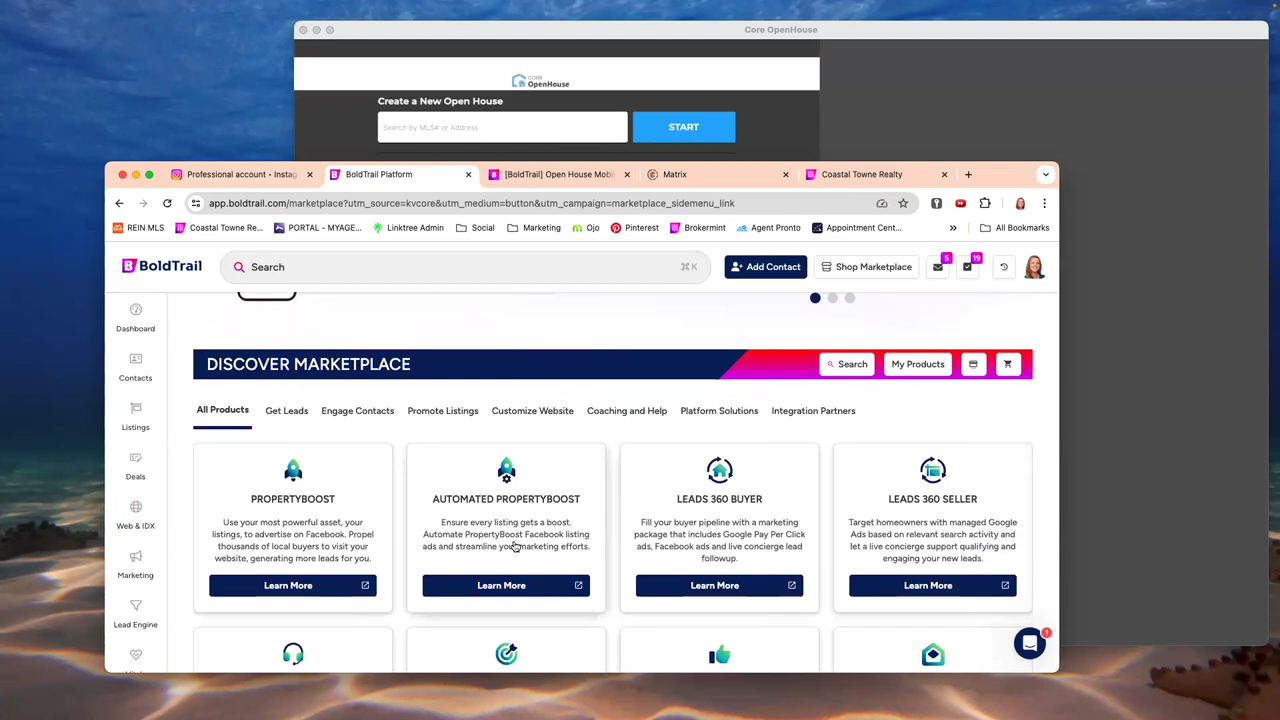 Core OpenHouse
CORE
OpenHouse
Create a New Open House
Search by MLS# or Address
START
Professional account • Instag
BoldTrail Platform
[BoldTrail] Open House Mobi
Matrix
Coastal Towne Realty
app.boldtrail.com/marketplace?utm_source=kvcore&utm_medium=button&utm_campaign=marketplace_sidemenu_link
REIN MLS
Coastal Towne Re...
PORTAL - MYAGE...
Linktree Admin
Social
Marketing
Ojo
Pinterest
Brokermint
Agent Pronto
Appointment Cent...
All Bookmarks
BoldTrail
Search
⌘K
Add Contact
Shop Marketplace
5
19
Dashboard
Contacts
Listings
Deals
Web & IDX
Marketing
Lead Engine
DISCOVER MARKETPLACE
Search
My Products
All Products
Get Leads
Engage Contacts
Promote Listings
Customize Website
Coaching and Help
Platform Solutions
Integration Partners
PROPERTYBOOST
Use your most powerful asset, your
listings, to advertise on Facebook. Propel
thousands of local buyers to visit your
website, generating more leads for you.
Learn More
AUTOMATED PROPERTYBOOST
Ensure every listing gets a boost.
Automate PropertyBoost Facebook listing
ads and streamline your marketing efforts.
Learn More
LEADS 360 BUYER
Fill your buyer pipeline with a marketing
package that includes Google Pay Per Click
ads, Facebook ads and live concierge lead
followup.
Learn More
LEADS 360 SELLER
Target homeowners with managed Google
Ads based on relevant search activity and
let a live concierge support qualifying and
engaging your new leads.
Learn More
1